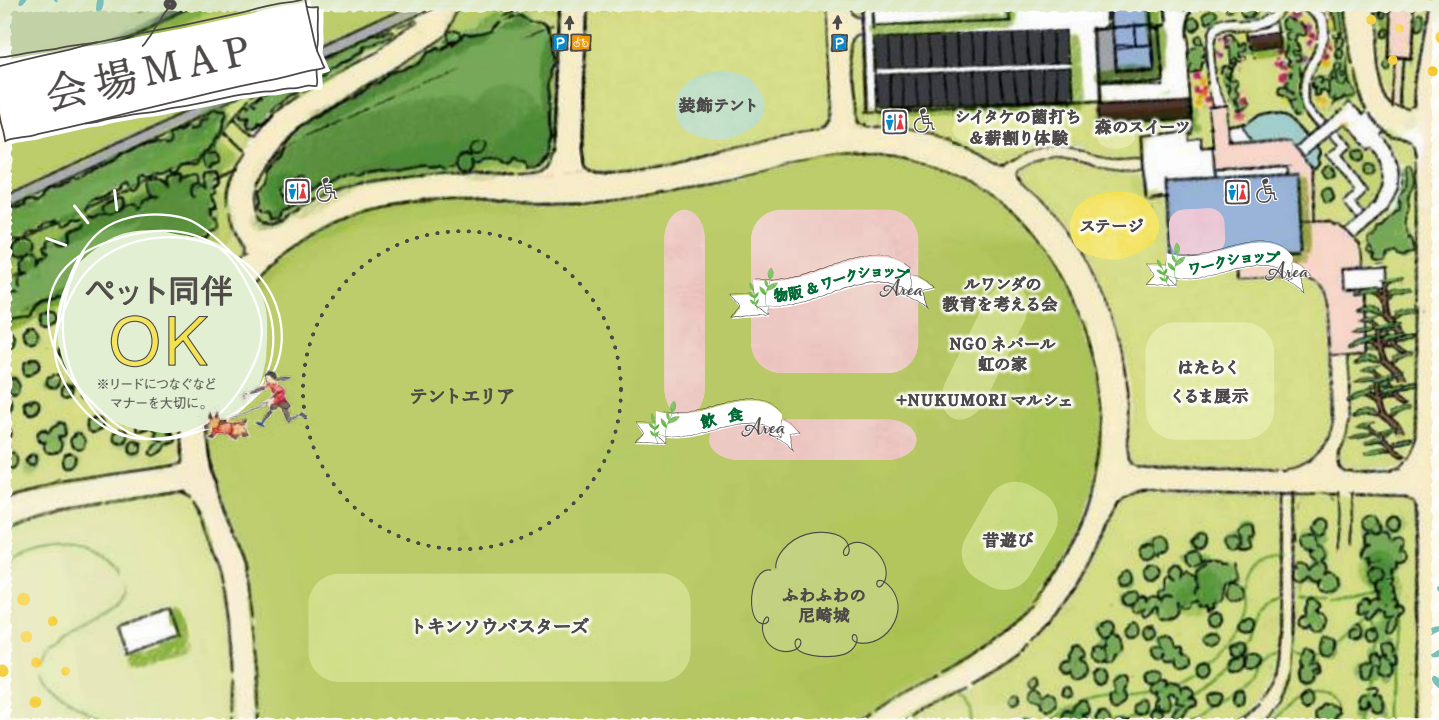 会場MAP
P
P
装飾テント
シイタケの菌打ち
&薪割り体験
森のスイーツ
ステージ
ワークショップ
Area
物販 & ワークショップ
Area
ルワンダの
教育を考える会
NGO ネパール
虹の家
+NUKUMORI マルシェ
ペット同伴
OK
※リードにつなぐなど
マナーを大切に。
テントエリア
飲食
Area
はたらく
くるま展示
昔遊び
ふわふわの
尼崎城
トキンソウバスターズ